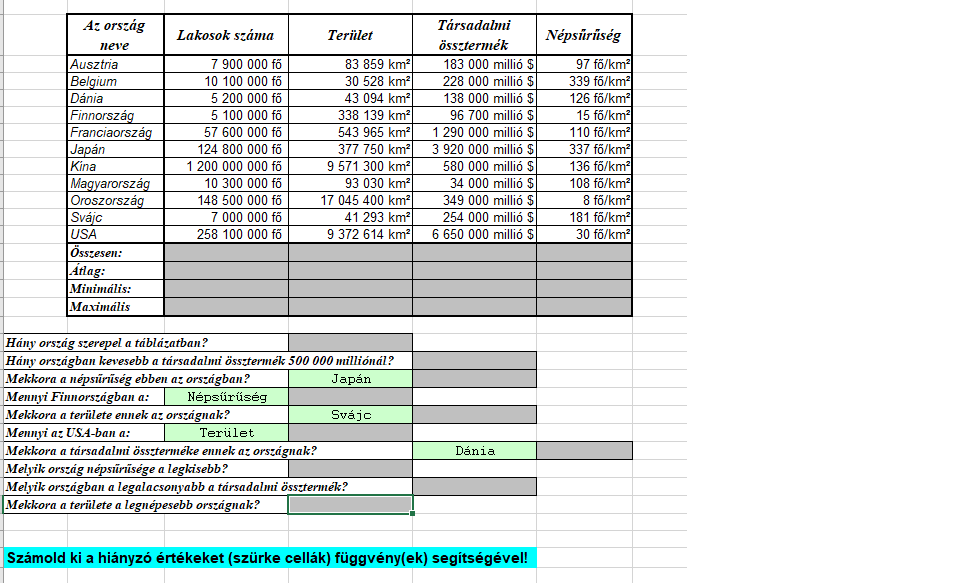 Az ország neve Lakosok száma Terület Társadalmi össztermék Népsűrűség
Ausztria 7 900 000 fő 83 859 km² 183 000 millió $ 97 fő/km²
Belgium 10 100 000 fő 30 528 km² 228 000 millió $ 339 fő/km²
Dánia 5 200 000 fő 43 094 km² 138 000 millió $ 126 fő/km²
Finnország 5 100 000 fő 338 139 km² 96 700 millió $ 15 fő/km²
Franciaország 57 600 000 fő 543 965 km² 1 290 000 millió $ 110 fő/km²
Japán 124 800 000 fő 377 750 km² 3 920 000 millió $ 337 fő/km²
Kína 1 200 000 000 fő 9 571 300 km² 580 000 millió $ 136 fő/km²
Magyarország 10 300 000 fő 93 030 km² 34 000 millió $ 108 fő/km²
Oroszország 148 500 000 fő 17 045 400 km² 349 000 millió $ 8 fő/km²
Svájc 7 000 000 fő 41 293 km² 254 000 millió $ 181 fő/km²
USA 258 100 000 fő 9 372 614 km² 6 650 000 millió $ 30 fő/km²
Összesen:
Átlag:
Minimális:
Maximális
Hány ország szerepel a táblázatban?
Hány országban kevesebb a társadalmi össztermék 500 000 milliónál?
Mekkora a népsűrűség ebben az országban? Japán
Mennyi Finnországban a: Népsűrűség
Mekkora a területe ennek az országnak? Svájc
Mennyi az USA-ban a: Terület
Mekkora a társadalmi összterméke ennek az országnak? Dánia
Melyik ország népsűrűsége a legkisebb?
Melyik országban a legalacsonyabb a társadalmi össztermék?
Mekkora a területe a legnépesebb országnak?
Számold ki a hiányzó értékeket (szürke cellák) függvény(ek) segítségével!